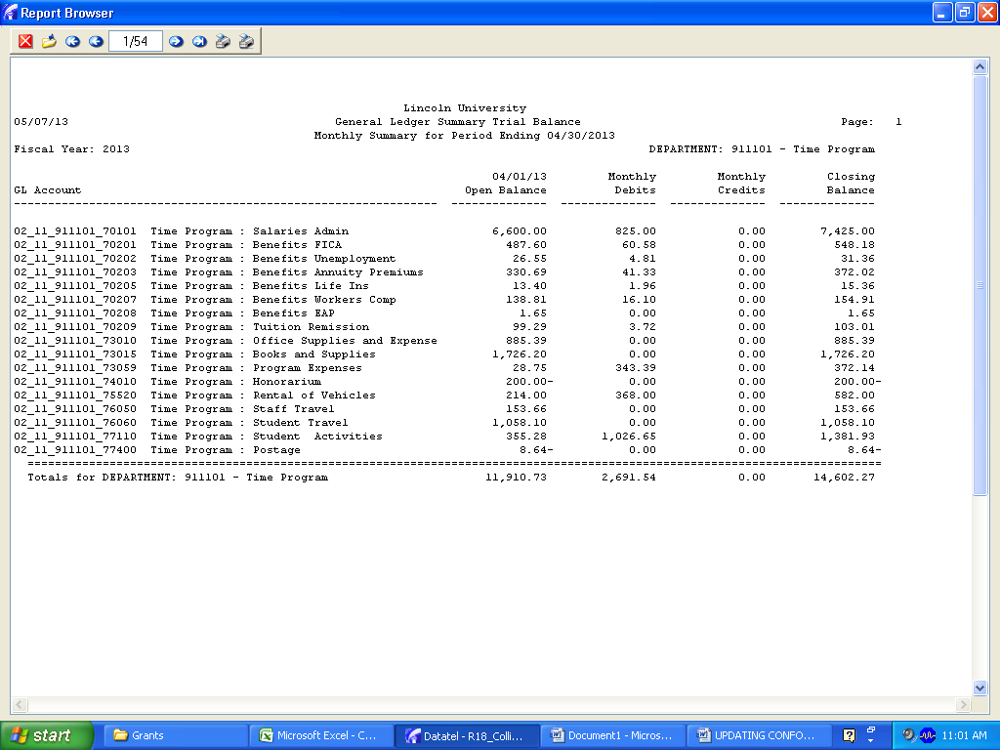 Report Browser
1/54
Lincoln University
05/07/13 General Ledger Summary Trial Balance Page: 1
Monthly Summary for Period Ending 04/30/2013
Fiscal Year: 2013 DEPARTMENT: 911101 - Time Program
04/01/13 Monthly Monthly Closing
GL Account Open Balance Debits Credits Balance
02_11_911101_70101 Time Program : Salaries Admin 6,600.00 825.00 0.00 7,425.00
02_11_911101_70201 Time Program : Benefits FICA 487.60 60.58 0.00 548.18
02_11_911101_70202 Time Program : Benefits Unemployment 26.55 4.81 0.00 31.36
02_11_911101_70203 Time Program : Benefits Annuity Premiums 330.69 41.33 0.00 372.02
02_11_911101_70205 Time Program : Benefits Life Ins 13.40 1.96 0.00 15.36
02_11_911101_70207 Time Program : Benefits Workers Comp 138.81 16.10 0.00 154.91
02_11_911101_70208 Time Program : Benefits EAP 1.65 0.00 0.00 1.65
02_11_911101_70209 Time Program : Tuition Remission 99.29 3.72 0.00 103.01
02_11_911101_73010 Time Program : Office Supplies and Expense 885.39 0.00 0.00 885.39
02_11_911101_73015 Time Program : Books and Supplies 1,726.20 0.00 0.00 1,726.20
02_11_911101_73059 Time Program : Program Expenses 28.75 343.39 0.00 372.14
02_11_911101_74010 Time Program : Honorarium 200.00- 0.00 0.00 200.00-
02_11_911101_75520 Time Program : Rental of Vehicles 214.00 368.00 0.00 582.00
02_11_911101_76050 Time Program : Staff Travel 153.66 0.00 0.00 153.66
02_11_911101_76060 Time Program : Student Travel 1,058.10 0.00 0.00 1,058.10
02_11_911101_77110 Time Program : Student  Activities 355.28 1,026.65 0.00 1,381.93
02_11_911101_77400 Time Program : Postage 8.64- 0.00 0.00 8.64-
Totals for DEPARTMENT: 911101 - Time Program 11,910.73 2,691.54 0.00 14,602.27
start Grants Microsoft Excel - C... Datatel - R18_Colli... Document1 - Micros... UPDATING CONFO... 11:01 AM